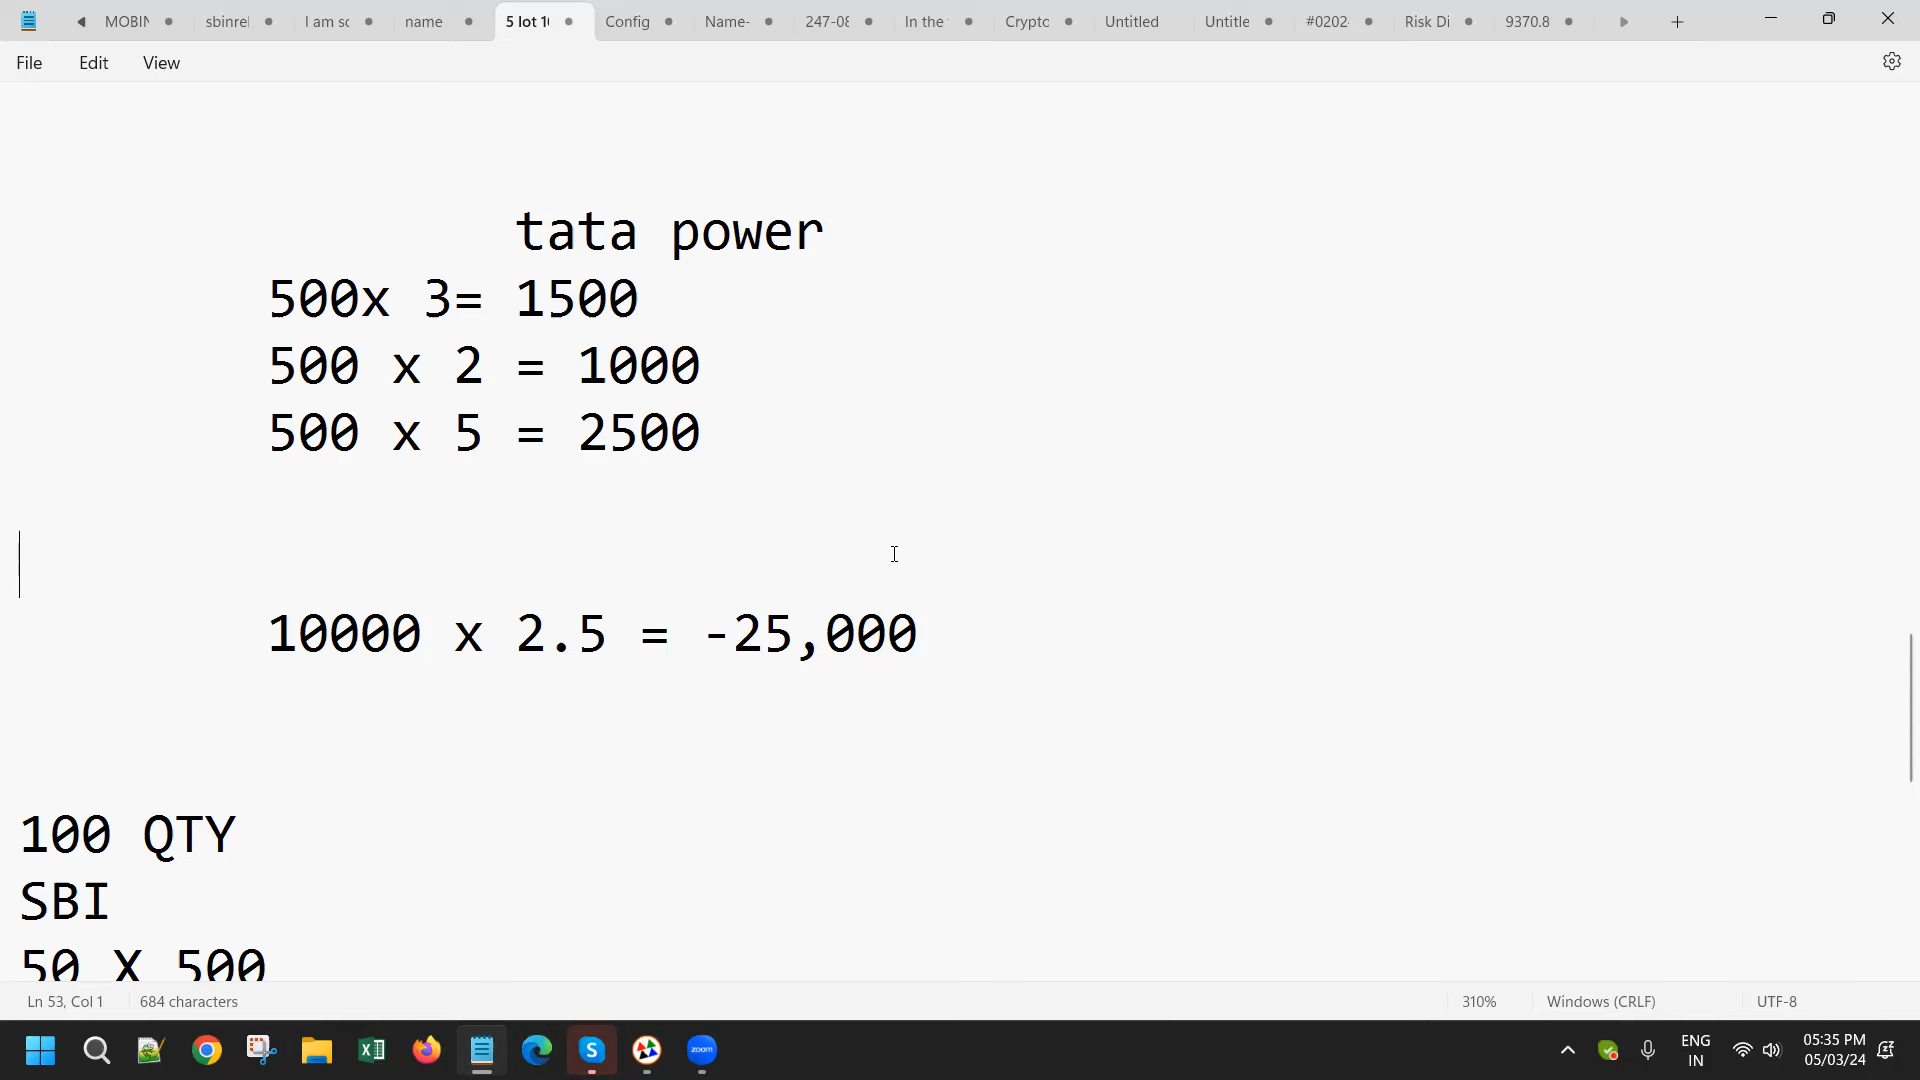 MOBIN
sbinrel
I am sc
name
5 lot 1
Config
Name-
247-08
In the
Crypto
Untitled
Untitle
#0202-
Risk Di
9370.8
File
Edit
View
tata power
500x 3= 1500
500 x 2 = 1000
500 x 5 = 2500
10000 x 2.5 = -25,000
100 QTY
SBI
50 X 500
Ln 53, Col 1
684 characters
310%
Windows (CRLF)
UTF-8
zoom
ENG
IN
05:35 PM
05/03/24